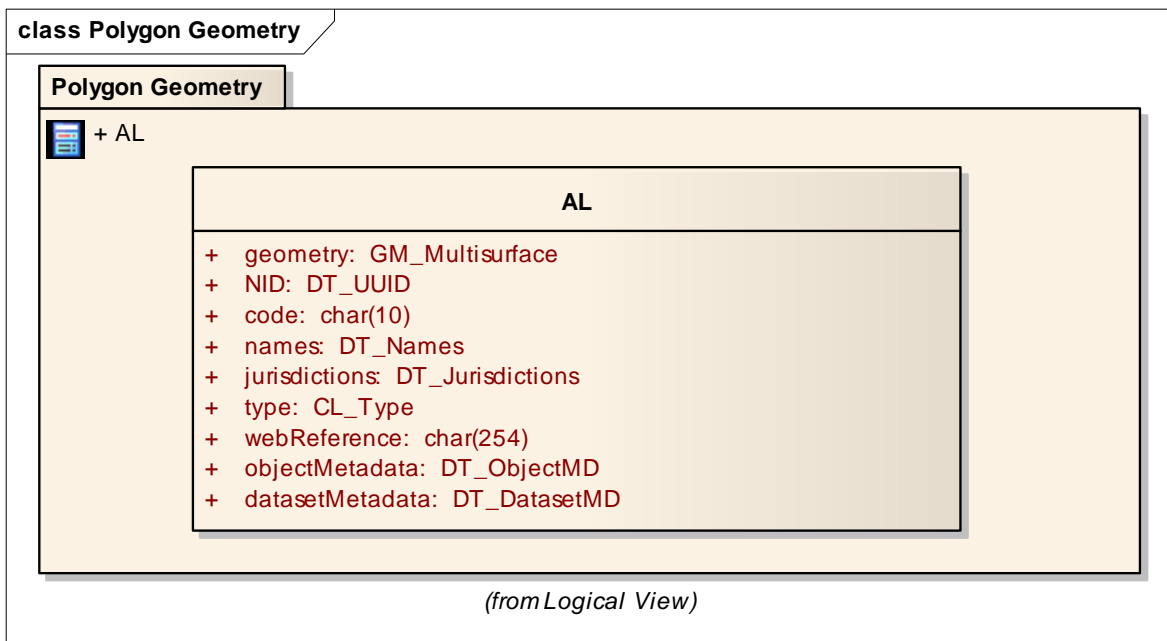 class Polygon Geometry
Polygon Geometry
+ AL
AL
+ geometry: GM_Multisurface
+ NID: DT_UUID
+ code: char(10)
+ names: DT_Names
+ jurisdictions: DT_Jurisdictions
+ type: CL_Type
+ webReference: char(254)
+ objectMetadata: DT_ObjectMD
+ datasetMetadata: DT_DatasetMD
(from Logical View)